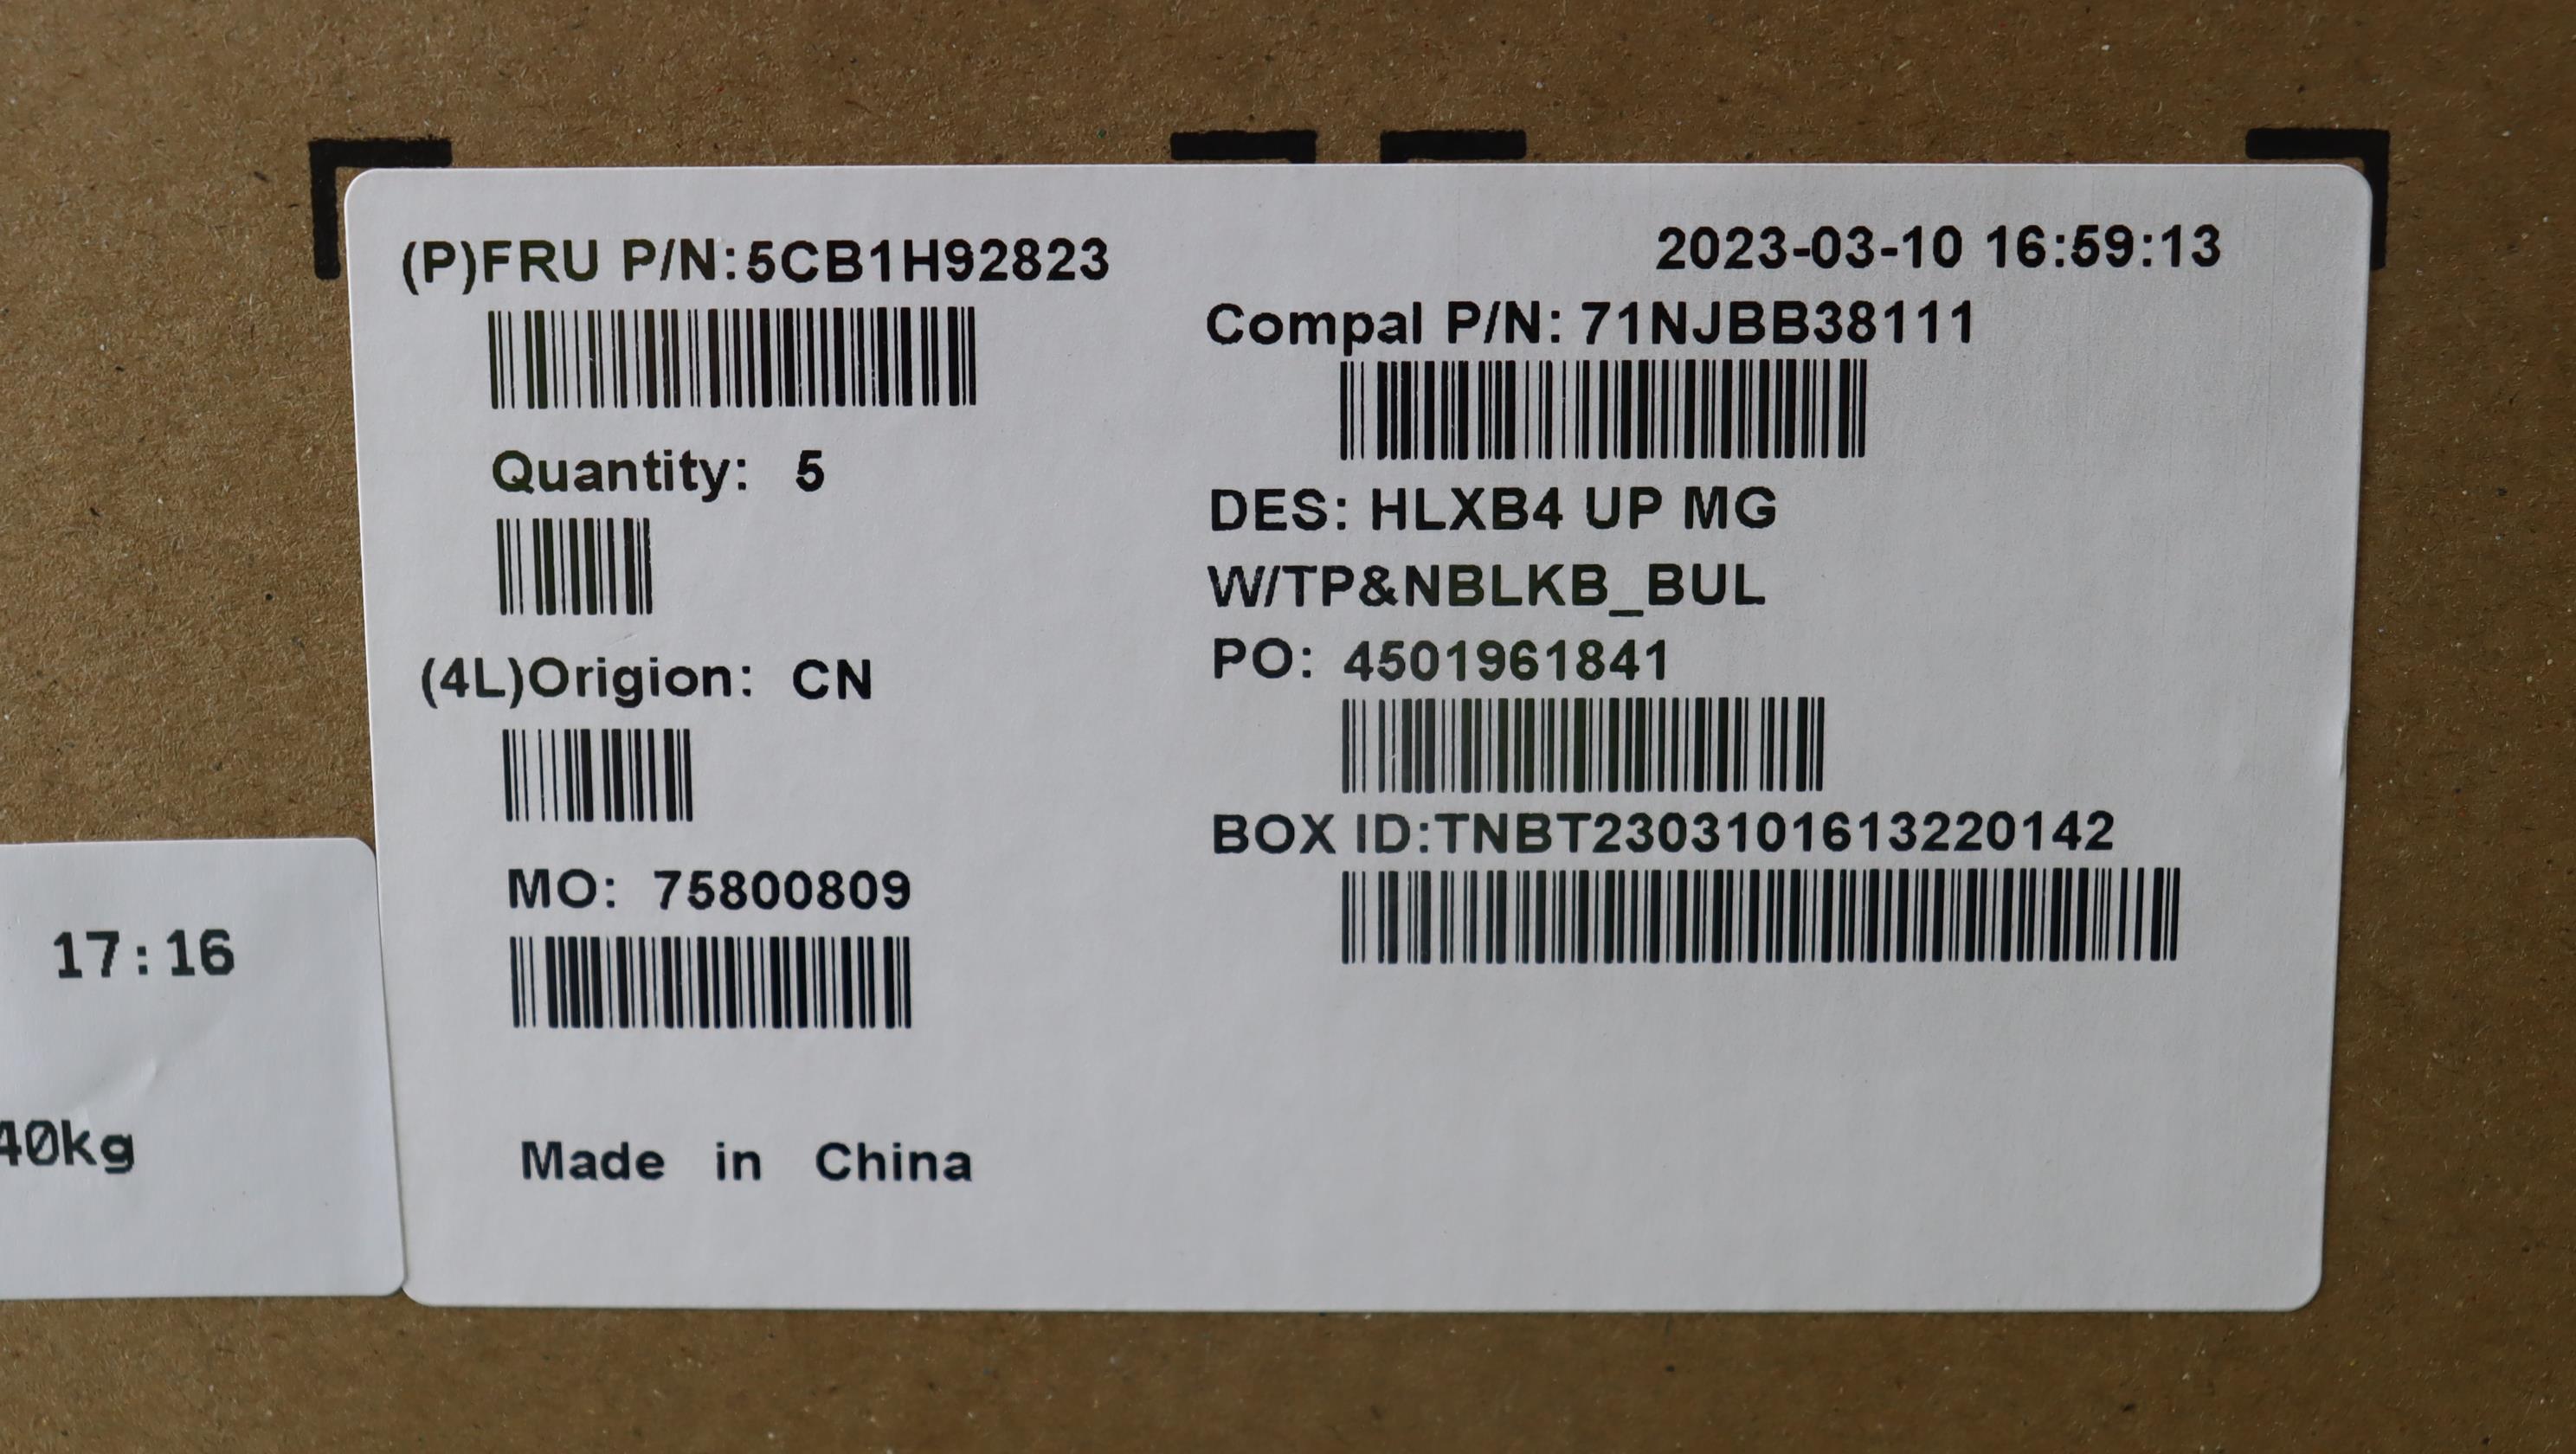 (P)FRU P/N:5CB1H92823
Quantity: 5
(4L)Origion: CN
MO: 75800809
Made in China
2023-03-10 16:59:13
Compal P/N: 71NJBB38111
DES: HLXB4 UP MG
W/TP&NBLKB_BUL
PO: 4501961841
BOX ID:TNBT2303101613220142
17:16
40kg